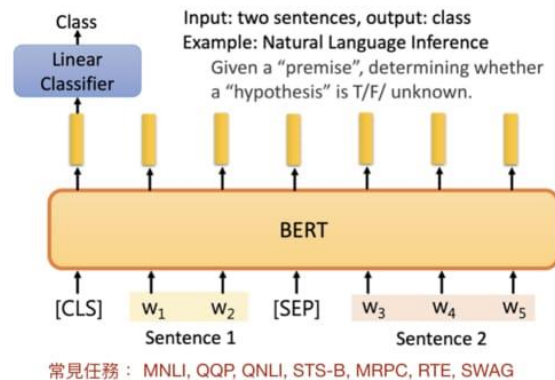 Class
Input: two sentences, output: class
Example: Natural Language Inference
Given a “premise”, determining whether
a “hypothesis” is T/F/ unknown.
Linear
Classifier
BERT
[CLS] w1 w2 [SEP] w3 w4 w5
Sentence 1 Sentence 2
常見任務： MNLI, QQP, QNLI, STS-B, MRPC, RTE, SWAG